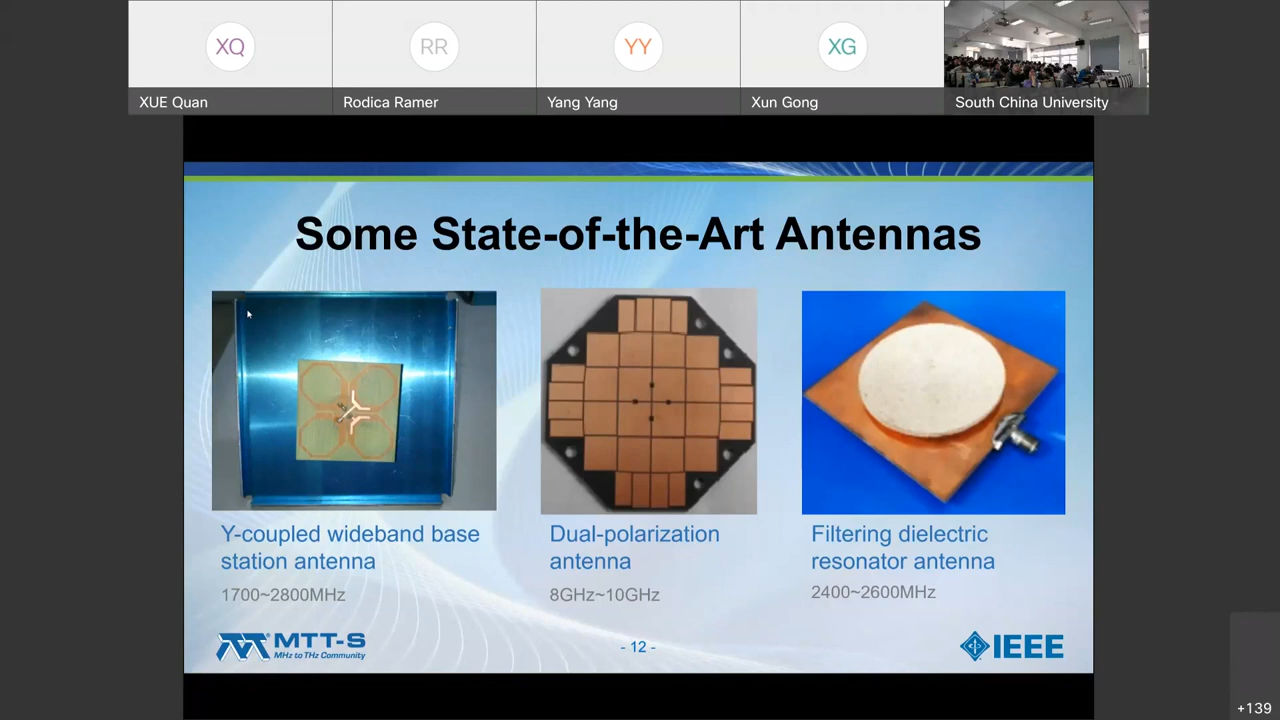 XQ
RR
YY
XG
XUE Quan
Rodica Ramer
Yang Yang
Xun Gong
South China University
Some State-of-the-Art Antennas
Y-coupled wideband base
station antenna
1700~2800MHz
Dual-polarization
antenna
8GHz~10GHz
Filtering dielectric
resonator antenna
2400~2600MHz
MTT-S
MHz to THz Community
- 12 -
IEEE
+139